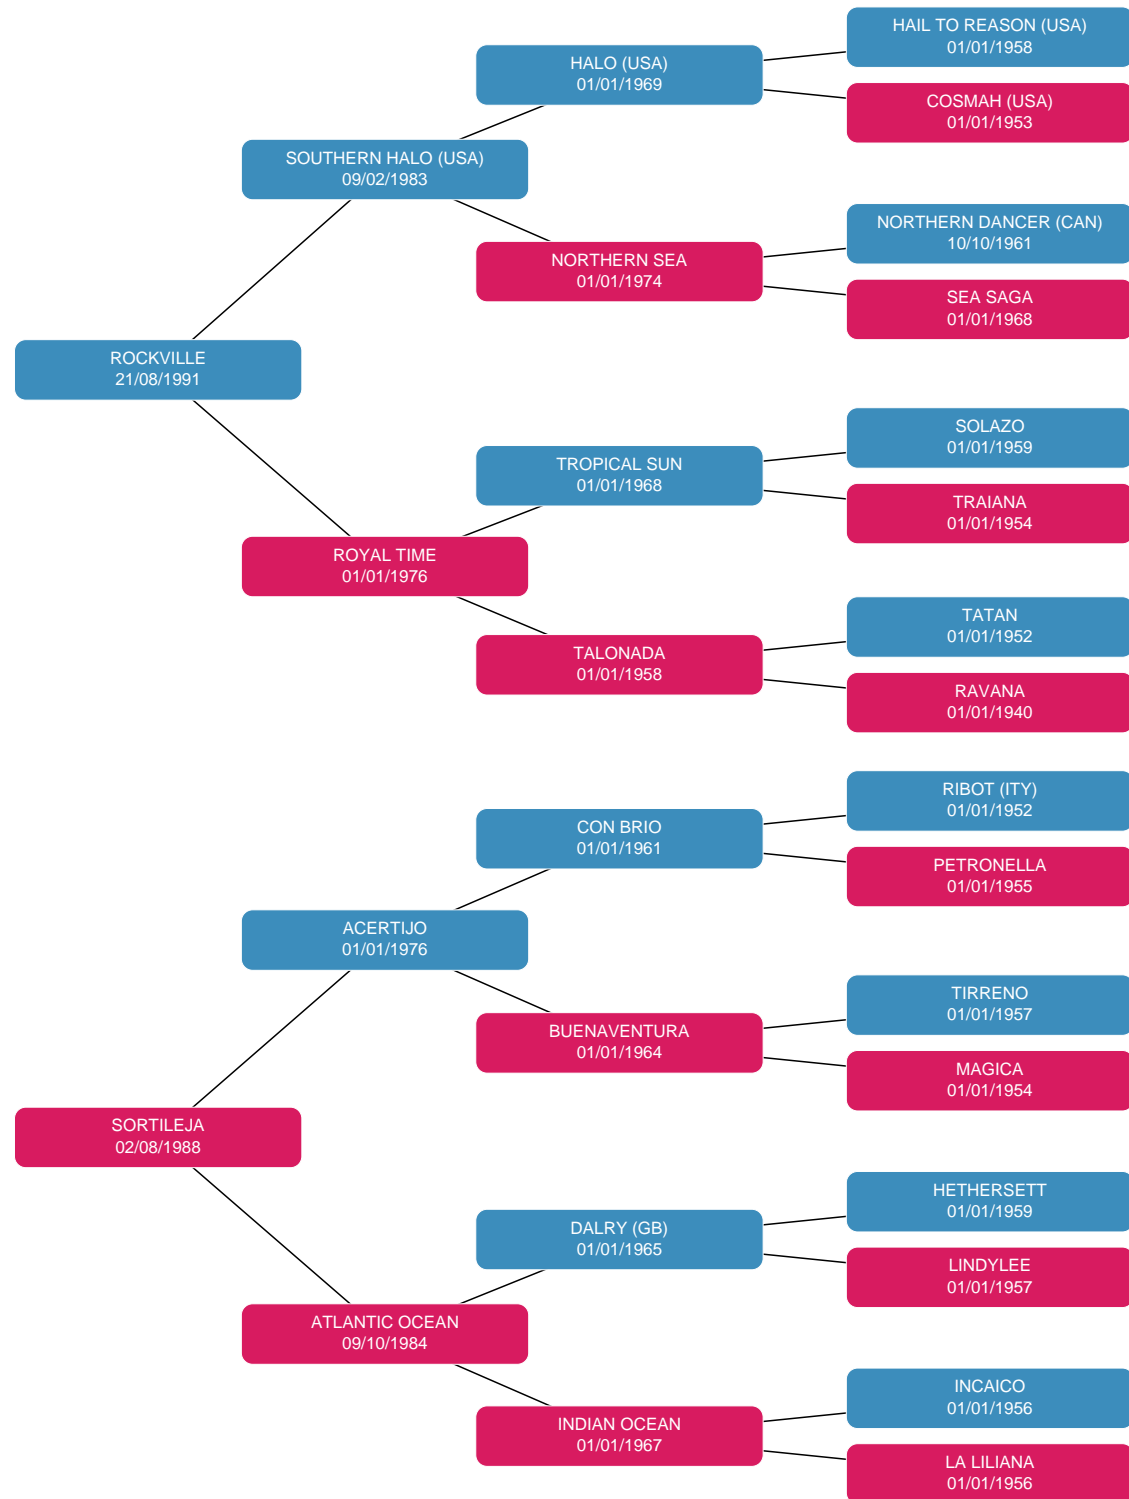 HAIL TO REASON (USA)
01/01/1958
HALO (USA)
01/01/1969
COSMAH (USA)
01/01/1953
SOUTHERN HALO (USA)
09/02/1983
NORTHERN DANCER (CAN)
10/10/1961
NORTHERN SEA
01/01/1974
SEA SAGA
01/01/1968
ROCKVILLE
21/08/1991
SOLAZO
01/01/1959
TROPICAL SUN
01/01/1968
TRAIANA
01/01/1954
ROYAL TIME
01/01/1976
TATAN
01/01/1952
TALONADA
01/01/1958
RAVANA
01/01/1940
RIBOT (ITY)
01/01/1952
CON BRIO
01/01/1961
PETRONELLA
01/01/1955
ACERTIJO
01/01/1976
TIRRENO
01/01/1957
BUENAVENTURA
01/01/1964
MAGICA
01/01/1954
SORTILEJA
02/08/1988
HETHERSETT
01/01/1959
DALRY (GB)
01/01/1965
LINDYLEE
01/01/1957
ATLANTIC OCEAN
09/10/1984
INCAICO
01/01/1956
INDIAN OCEAN
01/01/1967
LA LILIANA
01/01/1956